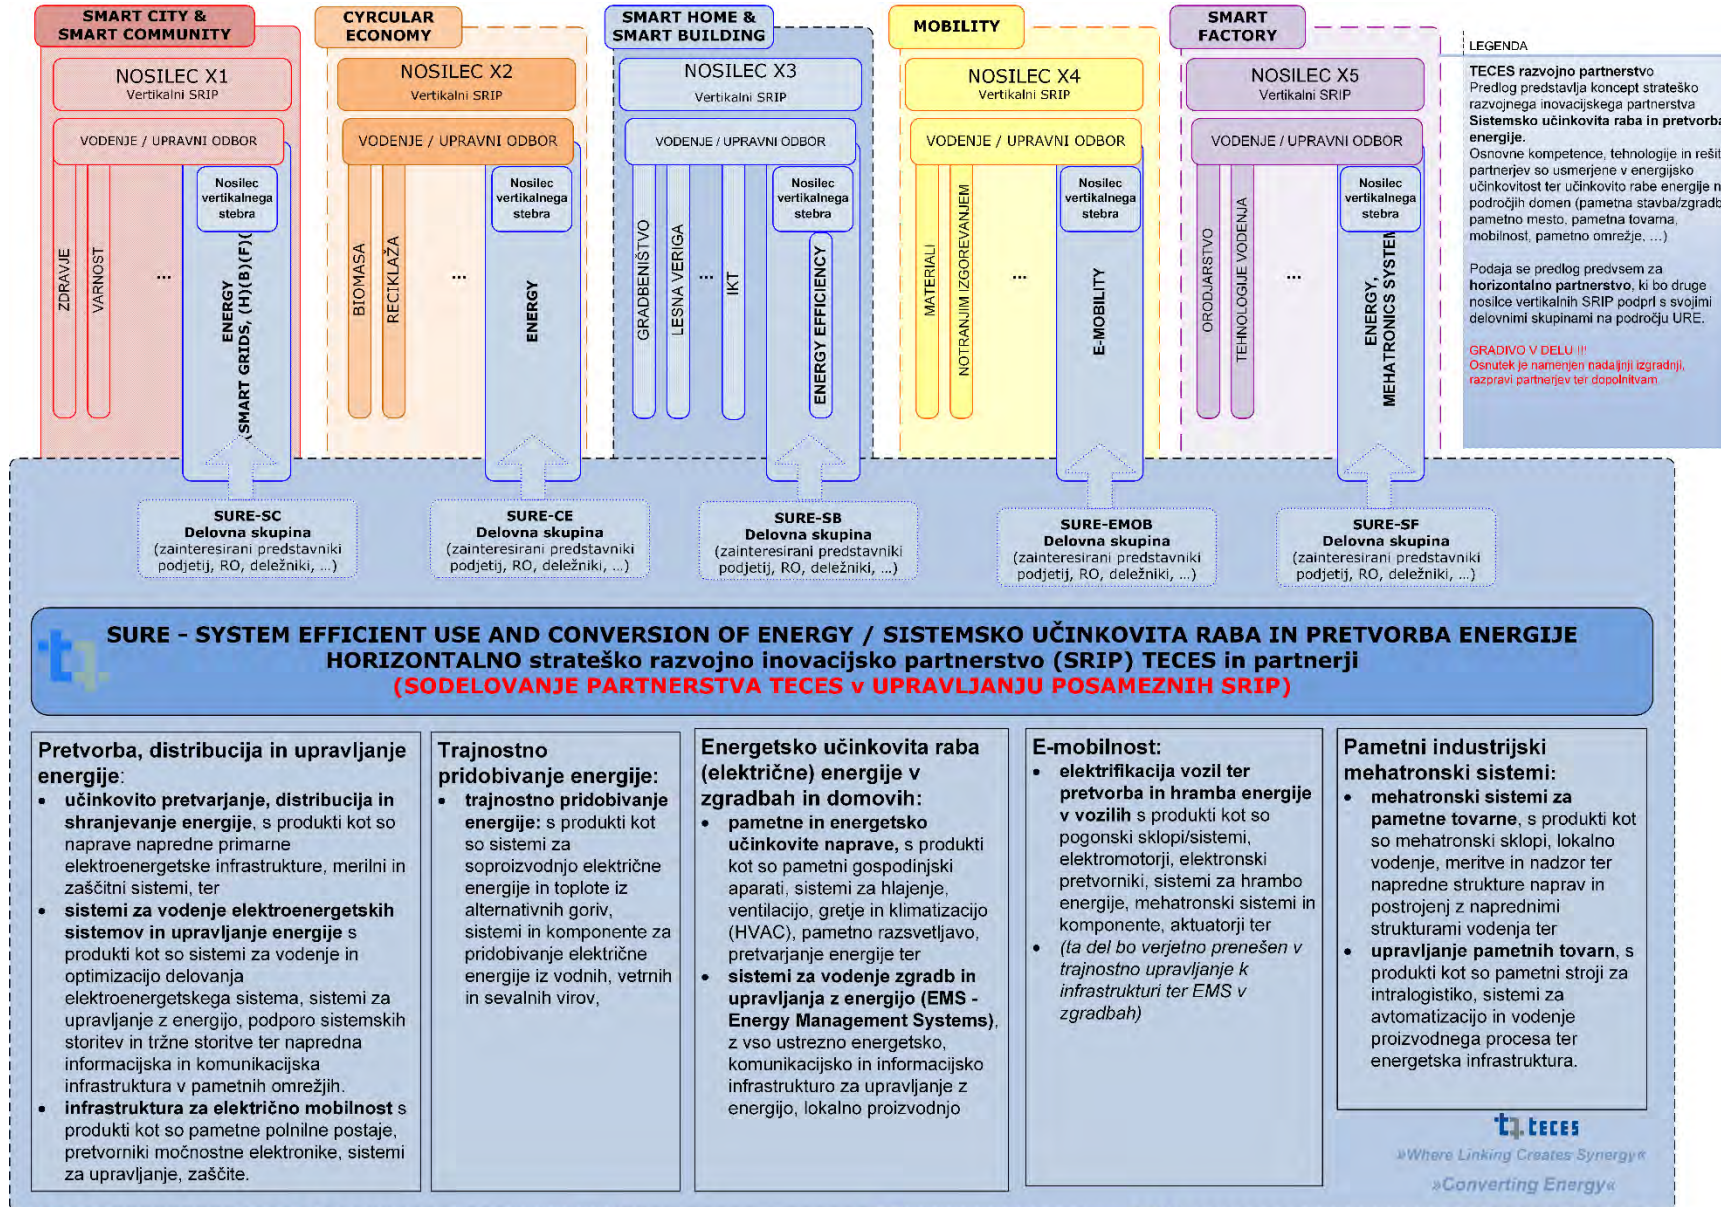 SMART CITY &
SMART COMMUNITY
NOSILEC X1
Vertikalni SRIP
VODENJE / UPRAVNI ODBOR
ZDRAVJE
VARNOST
...
Nosilec
vertikalnega
stebra
ENERGY
(SMART GRIDS, (H)(B)(F)(
CYRCULAR
ECONOMY
NOSILEC X2
Vertikalni SRIP
VODENJE / UPRAVNI ODBOR
BIOMASA
RECIKLAŽA
...
Nosilec
vertikalnega
stebra
ENERGY
SMART HOME &
SMART BUILDING
NOSILEC X3
Vertikalni SRIP
VODENJE / UPRAVNI ODBOR
GRADBENIŠTVO
LESNA VERIGA
...
IKT
Nosilec
vertikalnega
stebra
ENERGY EFFICIENCY
MOBILITY
NOSILEC X4
Vertikalni SRIP
VODENJE / UPRAVNI ODBOR
MATERIALI
NOTRANJIM IZGOREVANJEM
...
Nosilec
vertikalnega
stebra
E-MOBILITY
SMART
FACTORY
NOSILEC X5
Vertikalni SRIP
VODENJE / UPRAVNI ODBOR
ORODJARSTVO
TEHNOLOGIJE VODENJA
...
Nosilec
vertikalnega
stebra
ENERGY,
MEHATRONICS SYSTEM
LEGENDA
TECES razvojno partnerstvo
Predlog predstavlja koncept strateško
razvojnega inovacijskega partnerstva
Sistemsko učinkovita raba in pretvorba
energije.
Osnovne kompetence, tehnologije in rešit
partnerjev so usmerjene v energijsko
učinkovitost ter učinkovito rabe energije n
področjih domen (pametna stavba/zgradb
pametno mesto, pametna tovarna,
mobilnost, pametno omrežje, ...)
Podaja se predlog predvsem za
horizontalno partnerstvo, ki bo druge
nosilce vertikalnih SRIP podprl s svojimi
delovnimi skupinami na področju URE.
GRADIVO V DELU !!!
Osnutek je namenjen nadaljnji izgradnji,
razpravi partnerjev ter dopolnitvam
SURE-SC
Delovna skupina
(zainteresirani predstavniki
podjetij, RO, deležniki, ...)
SURE-CE
Delovna skupina
(zainteresirani predstavniki
podjetij, RO, deležniki, ...)
SURE-SB
Delovna skupina
(zainteresirani predstavniki
podjetij, RO, deležniki, ...)
SURE-EMOB
Delovna skupina
(zainteresirani predstavniki
podjetij, RO, deležniki, ...)
SURE-SF
Delovna skupina
(zainteresirani predstavniki
podjetij, RO, deležniki, ...)
SURE - SYSTEM EFFICIENT USE AND CONVERSION OF ENERGY / SISTEMSKO UČINKOVITA RABA IN PRETVORBA ENERGIJE
HORIZONTALNO strateško razvojno inovacijsko partnerstvo (SRIP) TECES in partnerji
(SODELOVANJE PARTNERSTVA TECES v UPRAVLJANJU POSAMEZNIH SRIP)
Pretvorba, distribucija in upravljanje
energije:
• učinkovito pretvarjanje, distribucija in
shranjevanje energije, s produkti kot so
naprave napredne primarne
elektroenergetske infrastrukture, merilni in
zaščitni sistemi, ter
• sistemi za vodenje elektroenergetskih
sistemov in upravljanje energije s
produkti kot so sistemi za vodenje in
optimizacijo delovanja
elektroenergetskega sistema, sistemi za
upravljanje z energijo, podporo sistemskih
storitev in tržne storitve ter napredna
informacijska in komunikacijska
infrastruktura v pametnih omrežjih.
• infrastruktura za električno mobilnost s
produkti kot so pametne polnilne postaje,
pretvorniki močnostne elektronike, sistemi
za upravljanje, zaščite.
Trajnostno
pridobivanje energije:
• trajnostno pridobivanje
energije: s produkti kot
so sistemi za
soproizvodnjo električne
energije in toplote iz
alternativnih goriv,
sistemi in komponente za
pridobivanje električne
energije iz vodnih, vetrnih
in sevalnih virov,
Energetsko učinkovita raba
(električne) energije v
zgradbah in domovih:
• pametne in energetsko
učinkovite naprave, s produkti
kot so pametni gospodinjski
aparati, sistemi za hlajenje,
ventilacijo, gretje in klimatizacijo
(HVAC), pametno razsvetljavo,
pretvarjanje energije ter
• sistemi za vodenje zgradb in
upravljanja z energijo (EMS -
Energy Management Systems),
z vso ustrezno energetsko,
komunikacijsko in informacijsko
infrastrukturo za upravljanje z
energijo, lokalno proizvodnjo
E-mobilnost:
• elektrifikacija vozil ter
pretvorba in hramba energije
v vozilih s produkti kot so
pogonski sklopi/sistemi,
elektromotorji, elektronski
pretvorniki, sistemi za hrambo
energije, mehatronski sistemi in
komponente, aktuatorji ter
• (ta del bo verjetno prenešen v
trajnostno upravljanje k
infrastrukturi ter EMS v
zgradbah)
Pametni industrijski
mehatronski sistemi:
• mehatronski sistemi za
pametne tovarne, s produkti kot
so mehatronski sklopi, lokalno
vodenje, meritve in nadzor ter
napredne strukture naprav in
postrojenj z naprednimi
strukturami vodenja ter
• upravljanje pametnih tovarn, s
produkti kot so pametni stroji za
intralogistiko, sistemi za
avtomatizacijo in vodenje
proizvodnega procesa ter
energetska infrastruktura.
teces
»Where Linking Creates Synergy«
»Converting Energy«